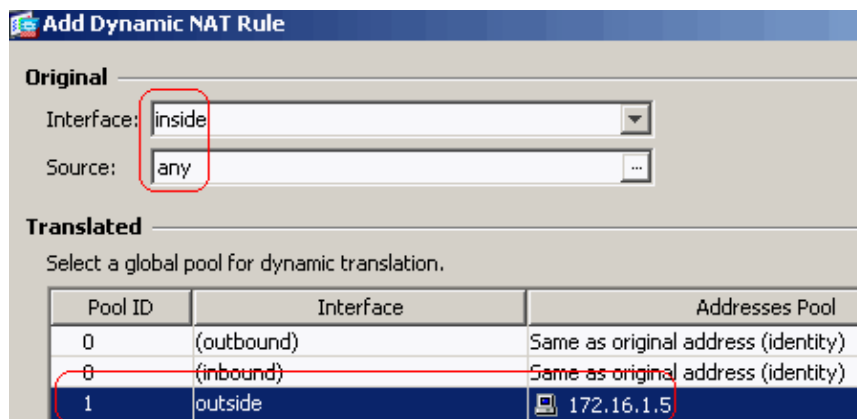 Add Dynamic NAT Rule
Original
Interface: inside
Source: any ...
Translated
Select a global pool for dynamic translation.
Pool ID Interface Addresses Pool
0 (outbound) Same as original address (identity)
0 (inbound) Same as original address (identity)
1 outside 172.16.1.5